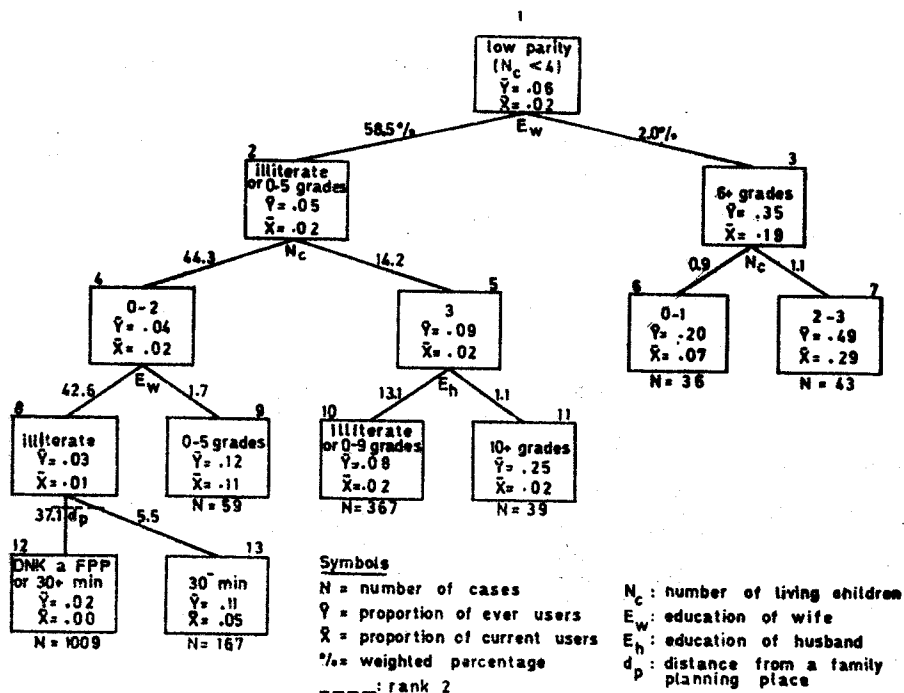 1
low parity
(Nc < 4)
Ȳ = .06
X̄ = .02
Ew
58.5%
2.0%
2
illiterate
or 0-5 grades
Ȳ = .05
X̄ = .02
Nc
3
6+ grades
Ȳ = .35
X̄ = .19
Nc
44.3
14.2
0.9
1.1
4
0-2
Ȳ = .04
X̄ = .02
Ew
5
3
Ȳ = .09
X̄ = .02
Eh
6
0-1
Ȳ = .20
X̄ = .07
N = 36
7
2-3
Ȳ = .49
X̄ = .29
N = 43
42.6
1.7
13.1
1.1
8
illiterate
Ȳ = .03
X̄ = .01
9
0-5 grades
Ȳ = .12
X̄ = .11
N = 59
10
illiterate
or 0-9 grades
Ȳ = .08
X̄ = .02
N = 367
11
10+ grades
Ȳ = .25
X̄ = .02
N = 39
37.1
dp
5.5
12
DNK a FPP
or 30+ min
Ȳ = .02
X̄ = .00
N = 1009
13
30⁻ min
Ȳ = .11
X̄ = .05
N = 167
Symbols
N = number of cases
Ȳ = proportion of ever users
X̄ = proportion of current users
% = weighted percentage
____: rank 2
Nc : number of living children
Ew : education of wife
Eh : education of husband
dp : distance from a family
planning place